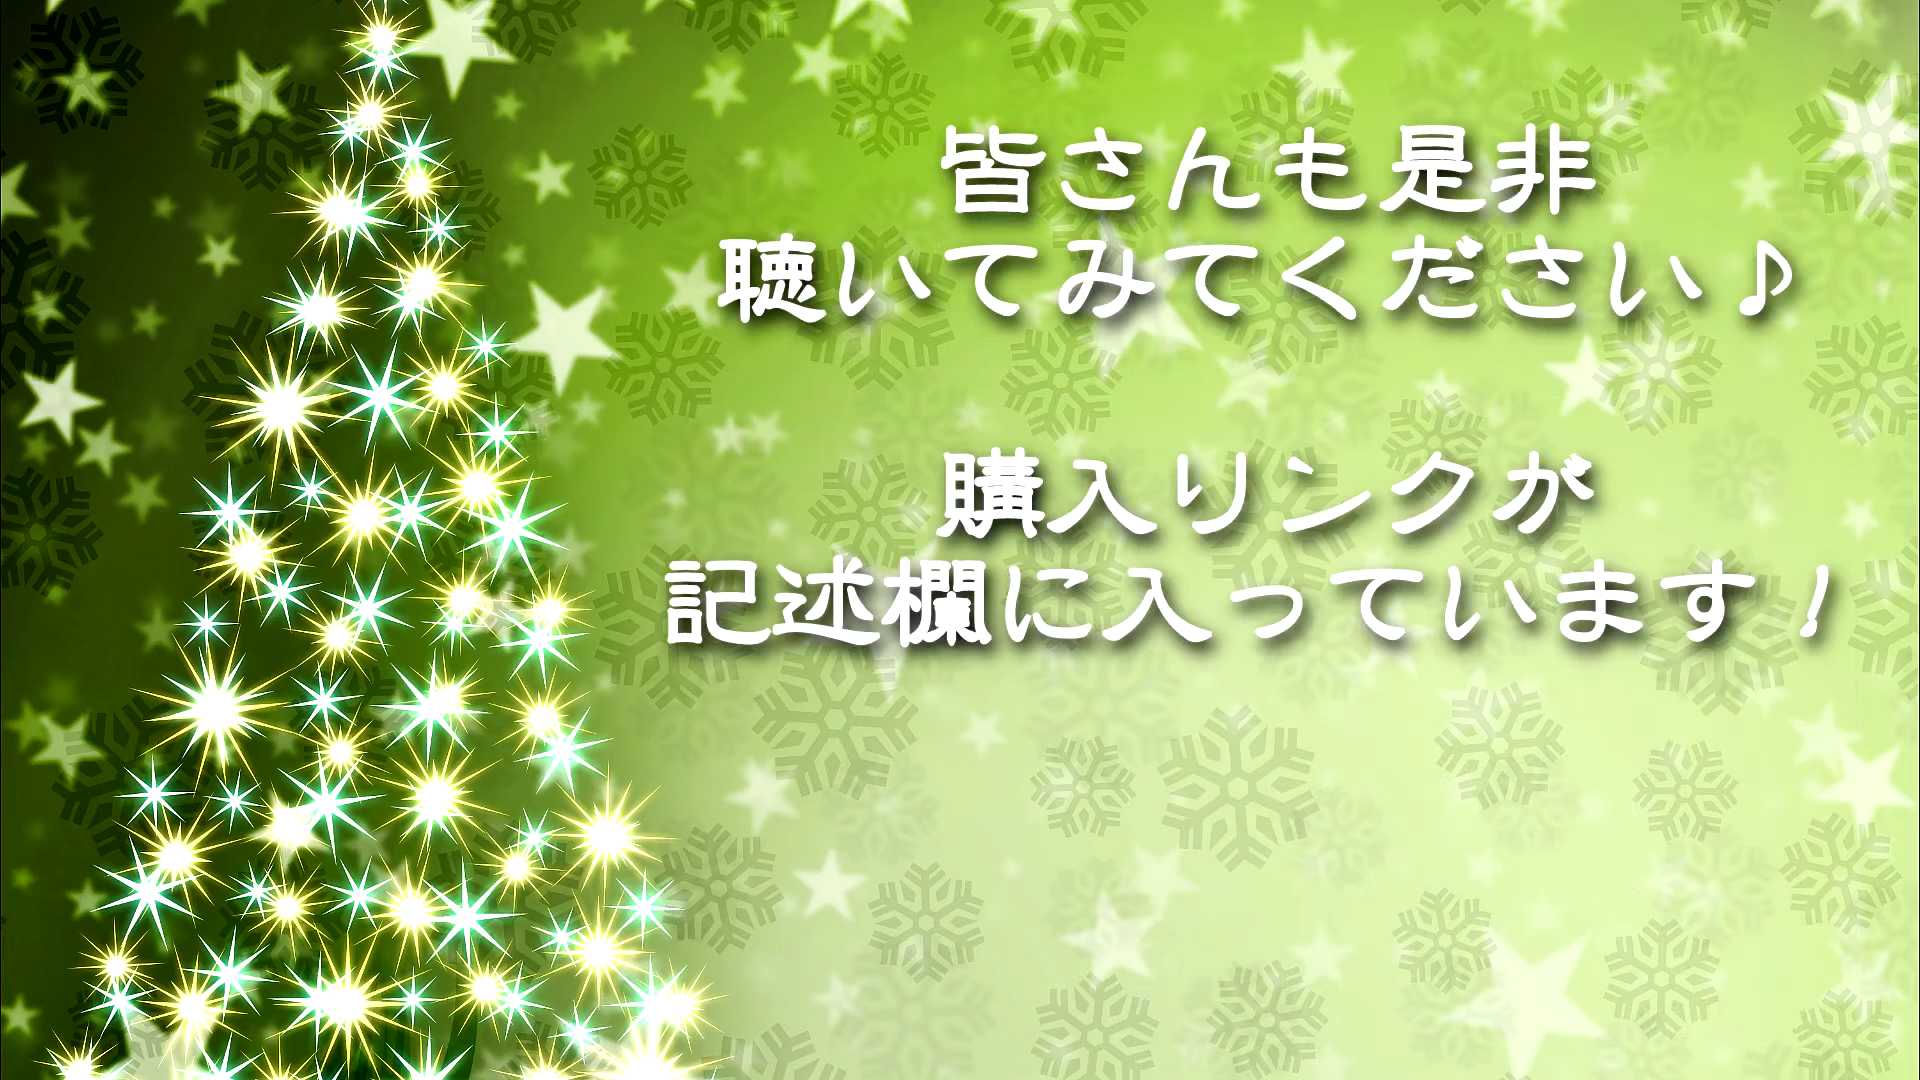 皆さんも是非
聴いてみてください♪
購入リンクが
記述欄に入っています！